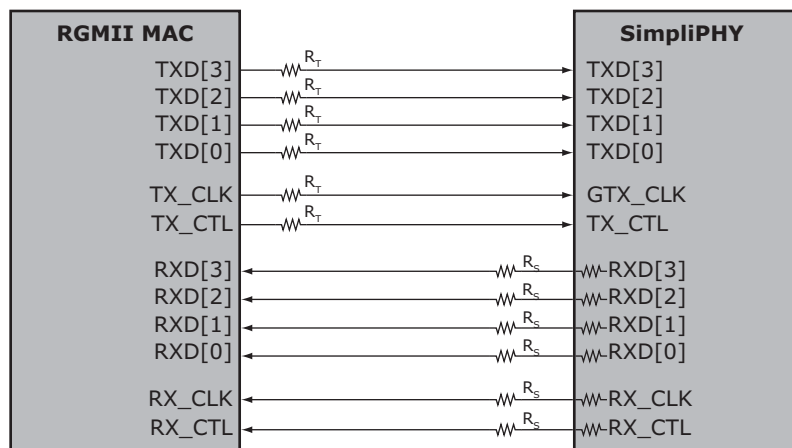 RGMII MAC SimpliPHY
TXD[3] R_T TXD[3]
TXD[2] R_T TXD[2]
TXD[1] R_T TXD[1]
TXD[0] R_T TXD[0]
TX_CLK R_T GTX_CLK
TX_CTL R_T TX_CTL
RXD[3] R_S RXD[3]
RXD[2] R_S RXD[2]
RXD[1] R_S RXD[1]
RXD[0] R_S RXD[0]
RX_CLK R_S RX_CLK
RX_CTL R_S RX_CTL